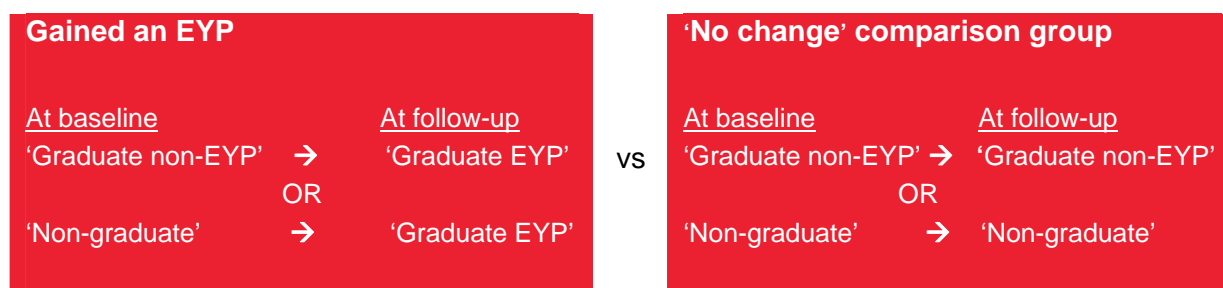 Gained an EYP
At baseline At follow-up
‘Graduate non-EYP’ → ‘Graduate EYP’
OR
‘Non-graduate’ → ‘Graduate EYP’
vs
‘No change’ comparison group
At baseline At follow-up
‘Graduate non-EYP’ → ‘Graduate non-EYP’
OR
‘Non-graduate’ → ‘Non-graduate’